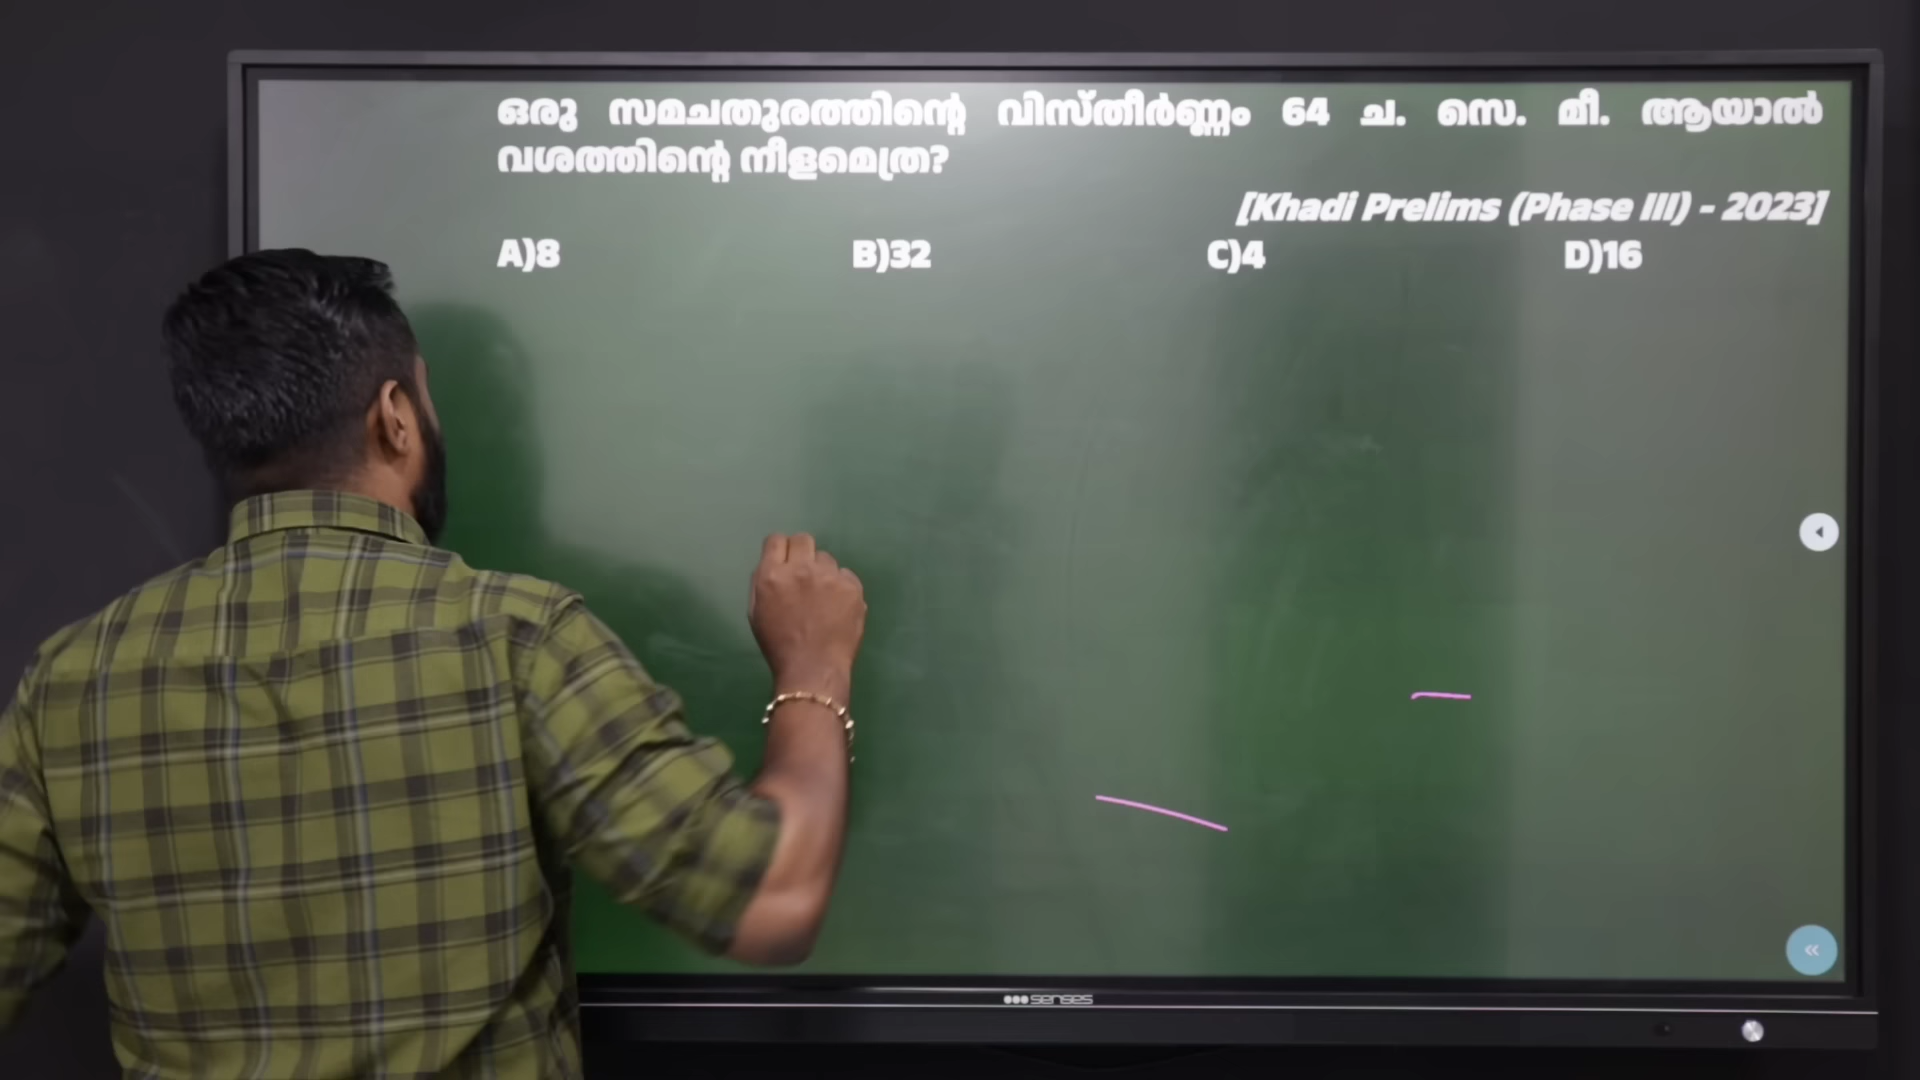 ഒരു സമചതുരത്തിന്റെ വിസ്തീർണ്ണം 64 ച. സെ. മീ. ആയാൽ
വശത്തിന്റെ നീളമെത്ര?
[Khadi Prelims (Phase III) - 2023]
A)8 B)32 C)4 D)16
senses